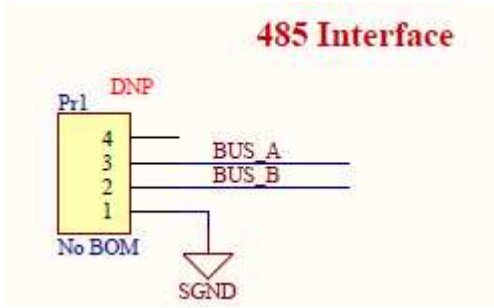 485 Interface
DNP
Pr1
4
3 BUS_A
2 BUS_B
1
No BOM
SGND